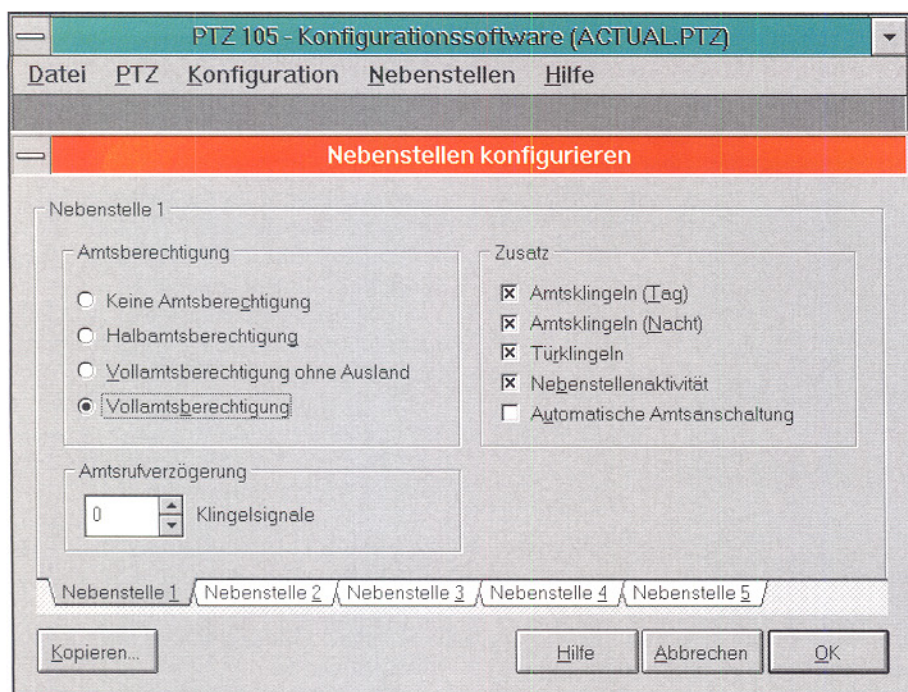 PTZ 105 - Konfigurationssoftware (ACTUAL.PTZ)
Datei PTZ Konfiguration Nebenstellen Hilfe
Nebenstellen konfigurieren
Nebenstelle 1
Amtsberechtigung
Keine Amtsberechtigung
Halbamtsberechtigung
Vollamtsberechtigung ohne Ausland
Vollamtsberechtigung
Zusatz
Amtsklingeln (Tag)
Amtsklingeln (Nacht)
Türklingeln
Nebenstellenaktivität
Automatische Amtsanschaltung
Amtsrufverzögerung
0 Klingelsignale
Nebenstelle 1 Nebenstelle 2 Nebenstelle 3 Nebenstelle 4 Nebenstelle 5
Kopieren... Hilfe Abbrechen OK